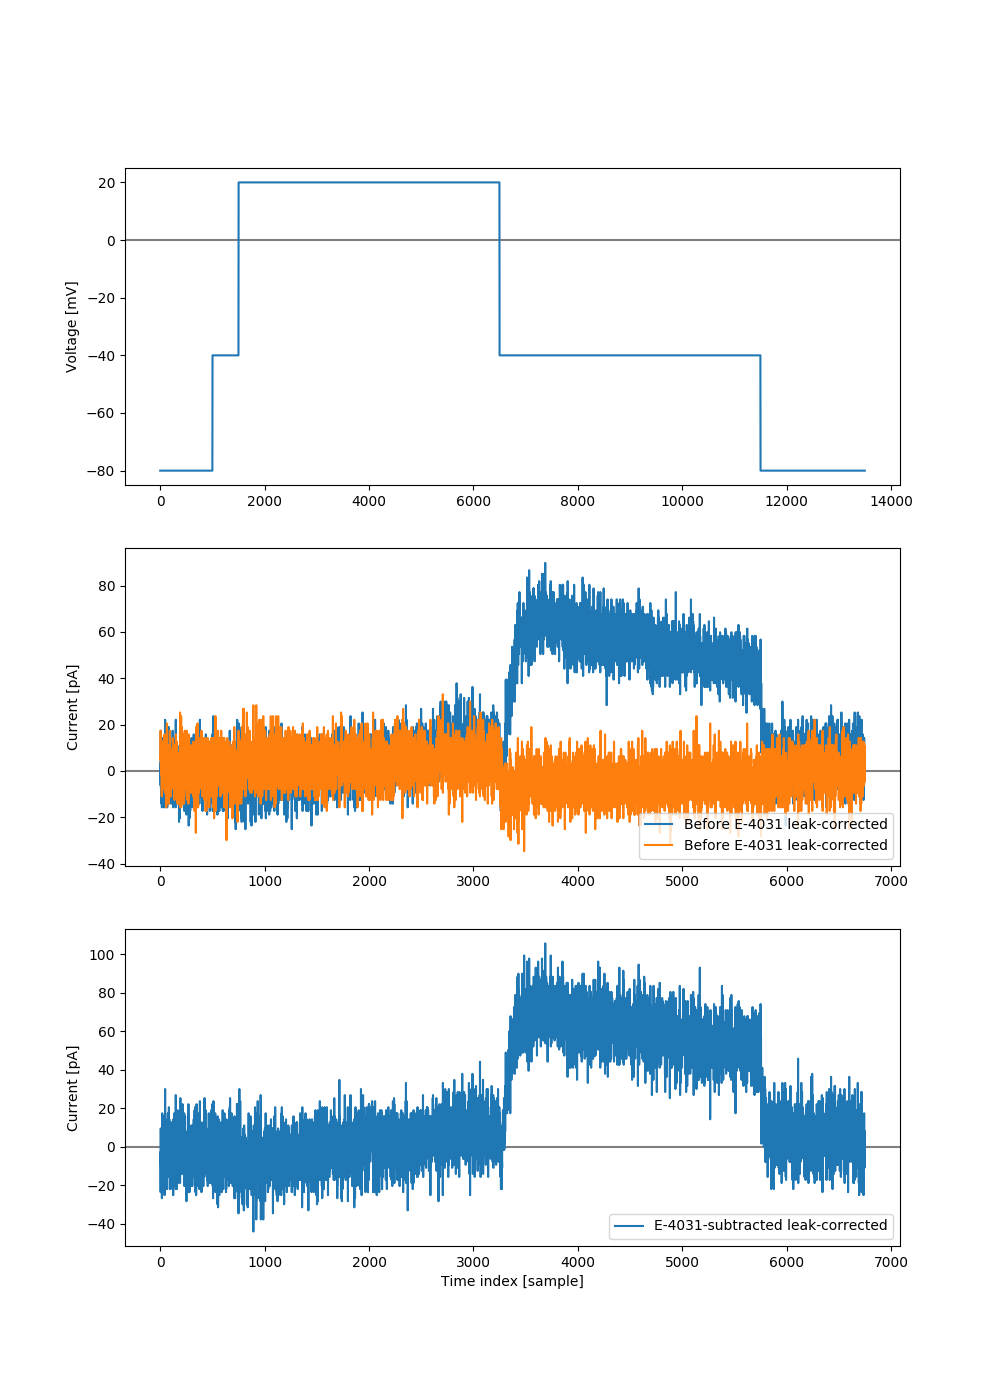 20
0
−20
−40
−60
−80
Voltage [mV]
0 2000 4000 6000 8000 10000 12000 14000
80
60
40
20
0
−20
−40
Current [pA]
Before E-4031 leak-corrected
Before E-4031 leak-corrected
0 1000 2000 3000 4000 5000 6000 7000
100
80
60
40
20
0
−20
−40
Current [pA]
E-4031-subtracted leak-corrected
0 1000 2000 3000 4000 5000 6000 7000
Time index [sample]